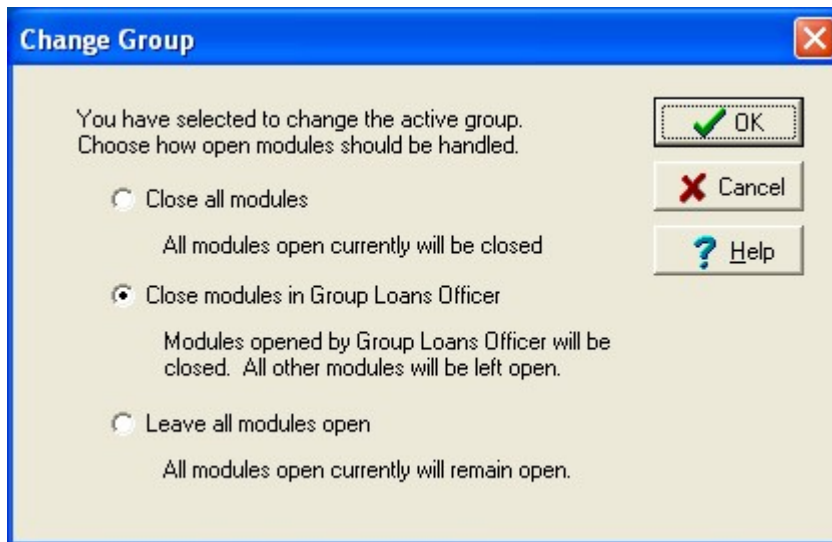 Change Group
You have selected to change the active group.
Choose how open modules should be handled.
OK
Cancel
Help
Close all modules
All modules open currently will be closed
Close modules in Group Loans Officer
Modules opened by Group Loans Officer will be
closed.  All other modules will be left open.
Leave all modules open
All modules open currently will remain open.